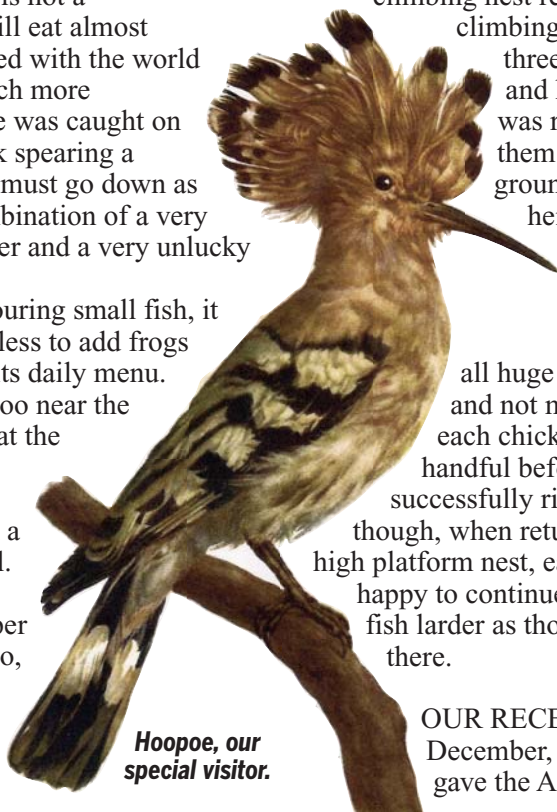 is not a
ill eat almost
ed with the world
ch more
e was caught on
k spearing a
must go down as
bination of a very
er and a very unlucky
ouring small fish, it
less to add frogs
ts daily menu.
oo near the
at the
a
l.
ber
o,
Hoopoe, our
special visitor.
climbing nest re
climbing
three
and
was
them
groun
he
all huge
and not
each chick
handful befo
successfully ri
though, when retu
high platform nest, ea
happy to continue
fish larder as tho
there.
OUR RECE
December,
gave the A